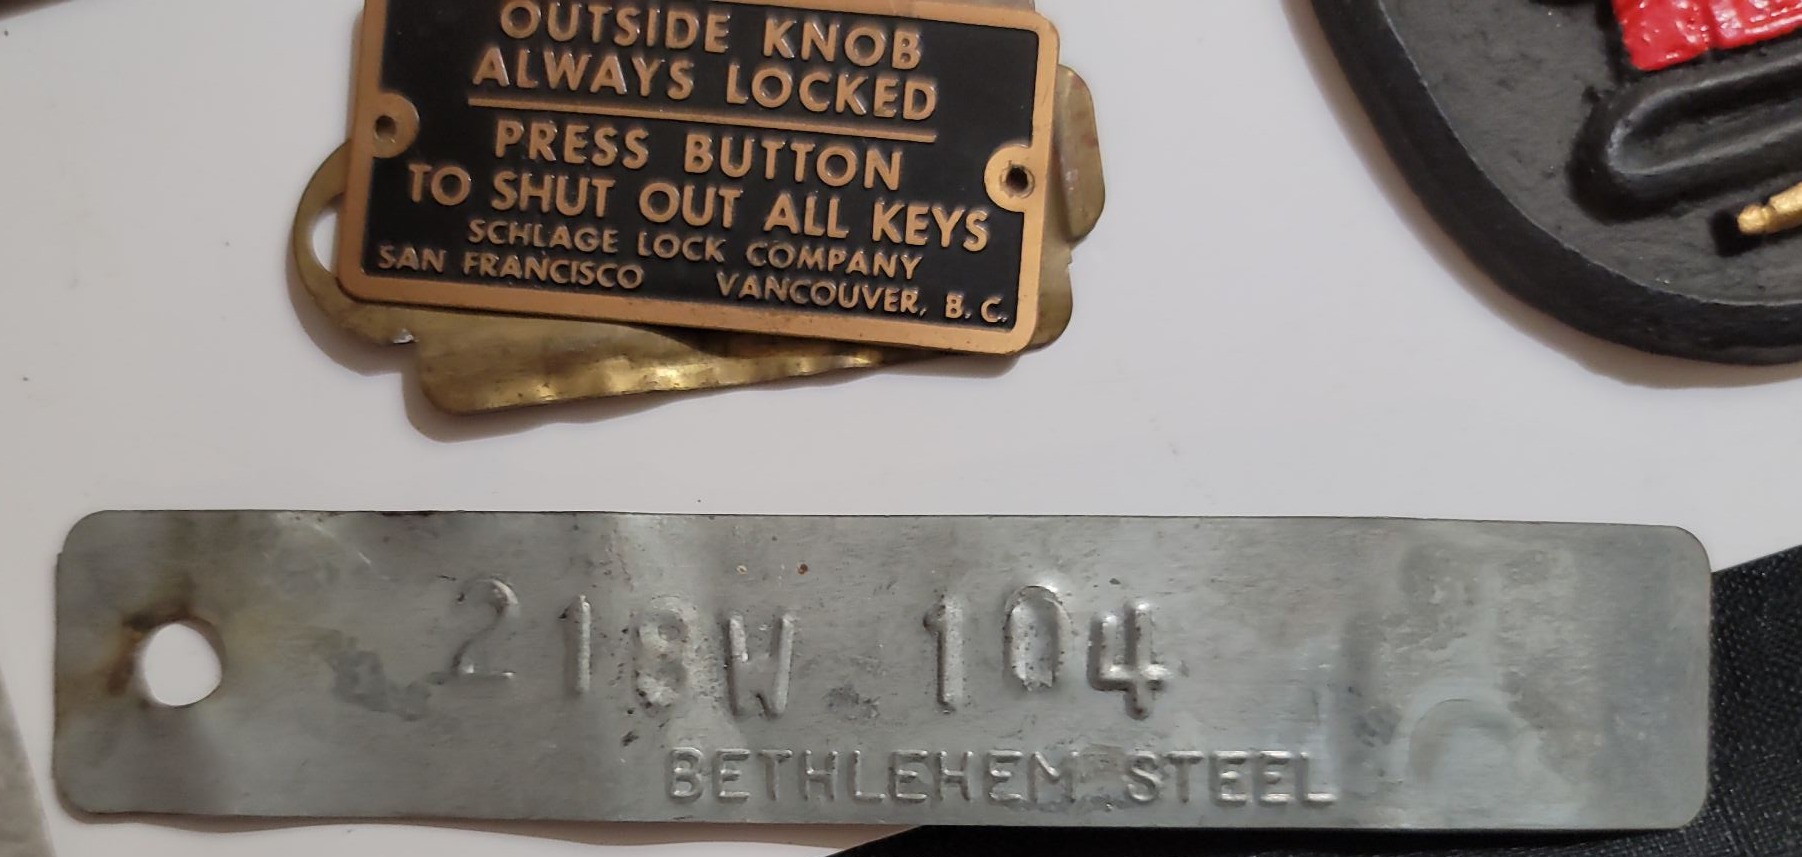 OUTSIDE KNOB
ALWAYS LOCKED
PRESS BUTTON
TO SHUT OUT ALL KEYS
SCHLAGE LOCK COMPANY
SAN FRANCISCO VANCOUVER, B. C.
218W 104
BETHLEHEM STEEL